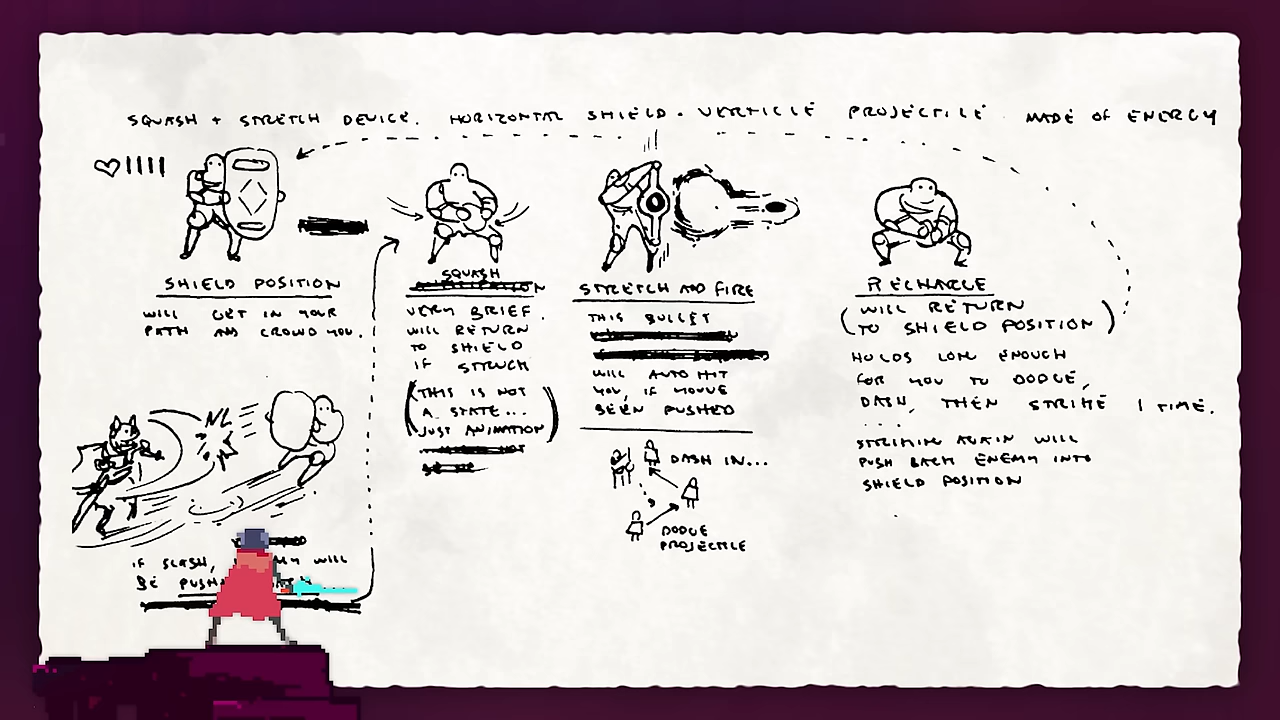 SQUASH + STRETCH DEVICE. HORIZONTAL SHIELD. VERTICLE PROJECTILE MADE OF ENERGY
SHIELD POSITION
WILL GET IN YOUR
PATH AND CROWD YOU.
IF SLASH, WILL
BE
SQUASH
VERY BRIEF.
WILL RETURN
TO SHIELD
IF STRUCK
(THIS IS NOT
A STATE...
JUST ANIMATION)
STRETCH AND FIRE
THIS BULLET
WILL AUTO HIT
YOU, IF YOUVE
BEEN PUSHED
DASH IN...
DODGE
PROJECTILE
RECHARGE
(WILL RETURN
TO SHIELD POSITION)
HOLDS LONG ENOUGH
FOR YOU TO DODGE,
DASH, THEN STRIKE 1 TIME.
....
STRIKING AGAIN WILL
PUSH BACK ENEMY INTO
SHIELD POSITION